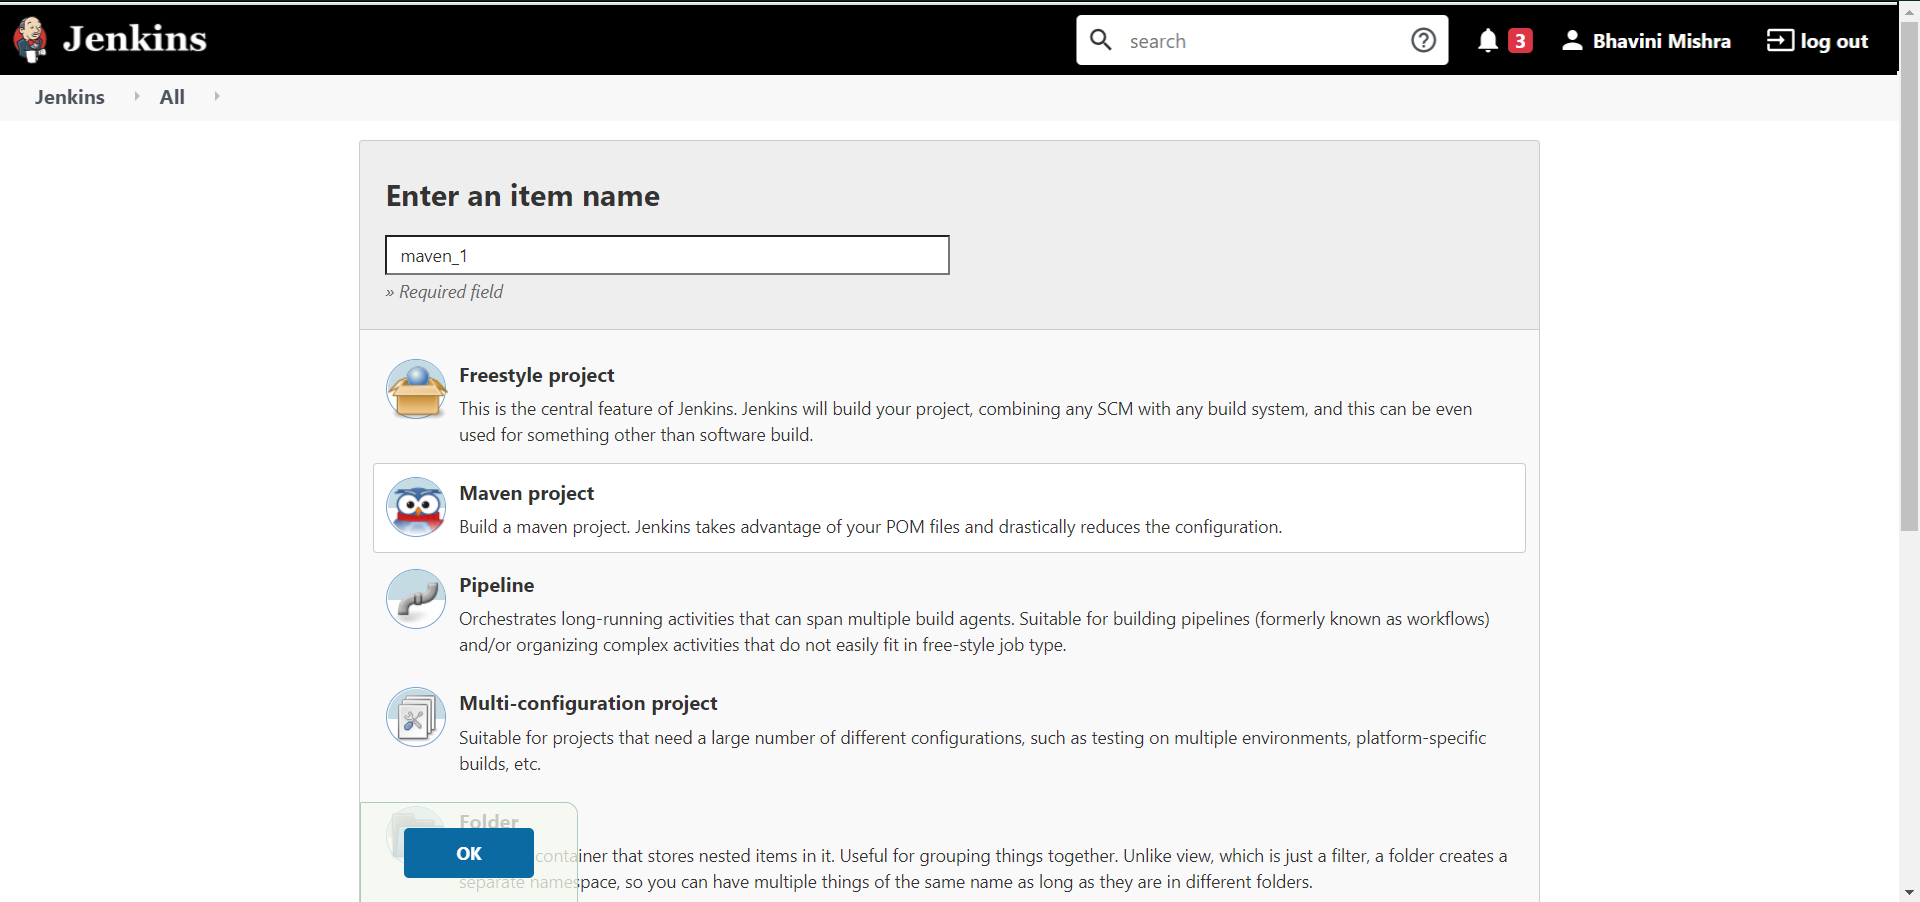 Jenkins
search
3
Bhavini Mishra
log out
Jenkins
All
Enter an item name
maven_1
» Required field
Freestyle project
This is the central feature of Jenkins. Jenkins will build your project, combining any SCM with any build system, and this can be even
used for something other than software build.
Maven project
Build a maven project. Jenkins takes advantage of your POM files and drastically reduces the configuration.
Pipeline
Orchestrates long-running activities that can span multiple build agents. Suitable for building pipelines (formerly known as workflows)
and/or organizing complex activities that do not easily fit in free-style job type.
Multi-configuration project
Suitable for projects that need a large number of different configurations, such as testing on multiple environments, platform-specific
builds, etc.
Folder
OK
container that stores nested items in it. Useful for grouping things together. Unlike view, which is just a filter, a folder creates a
separate namespace, so you can have multiple things of the same name as long as they are in different folders.